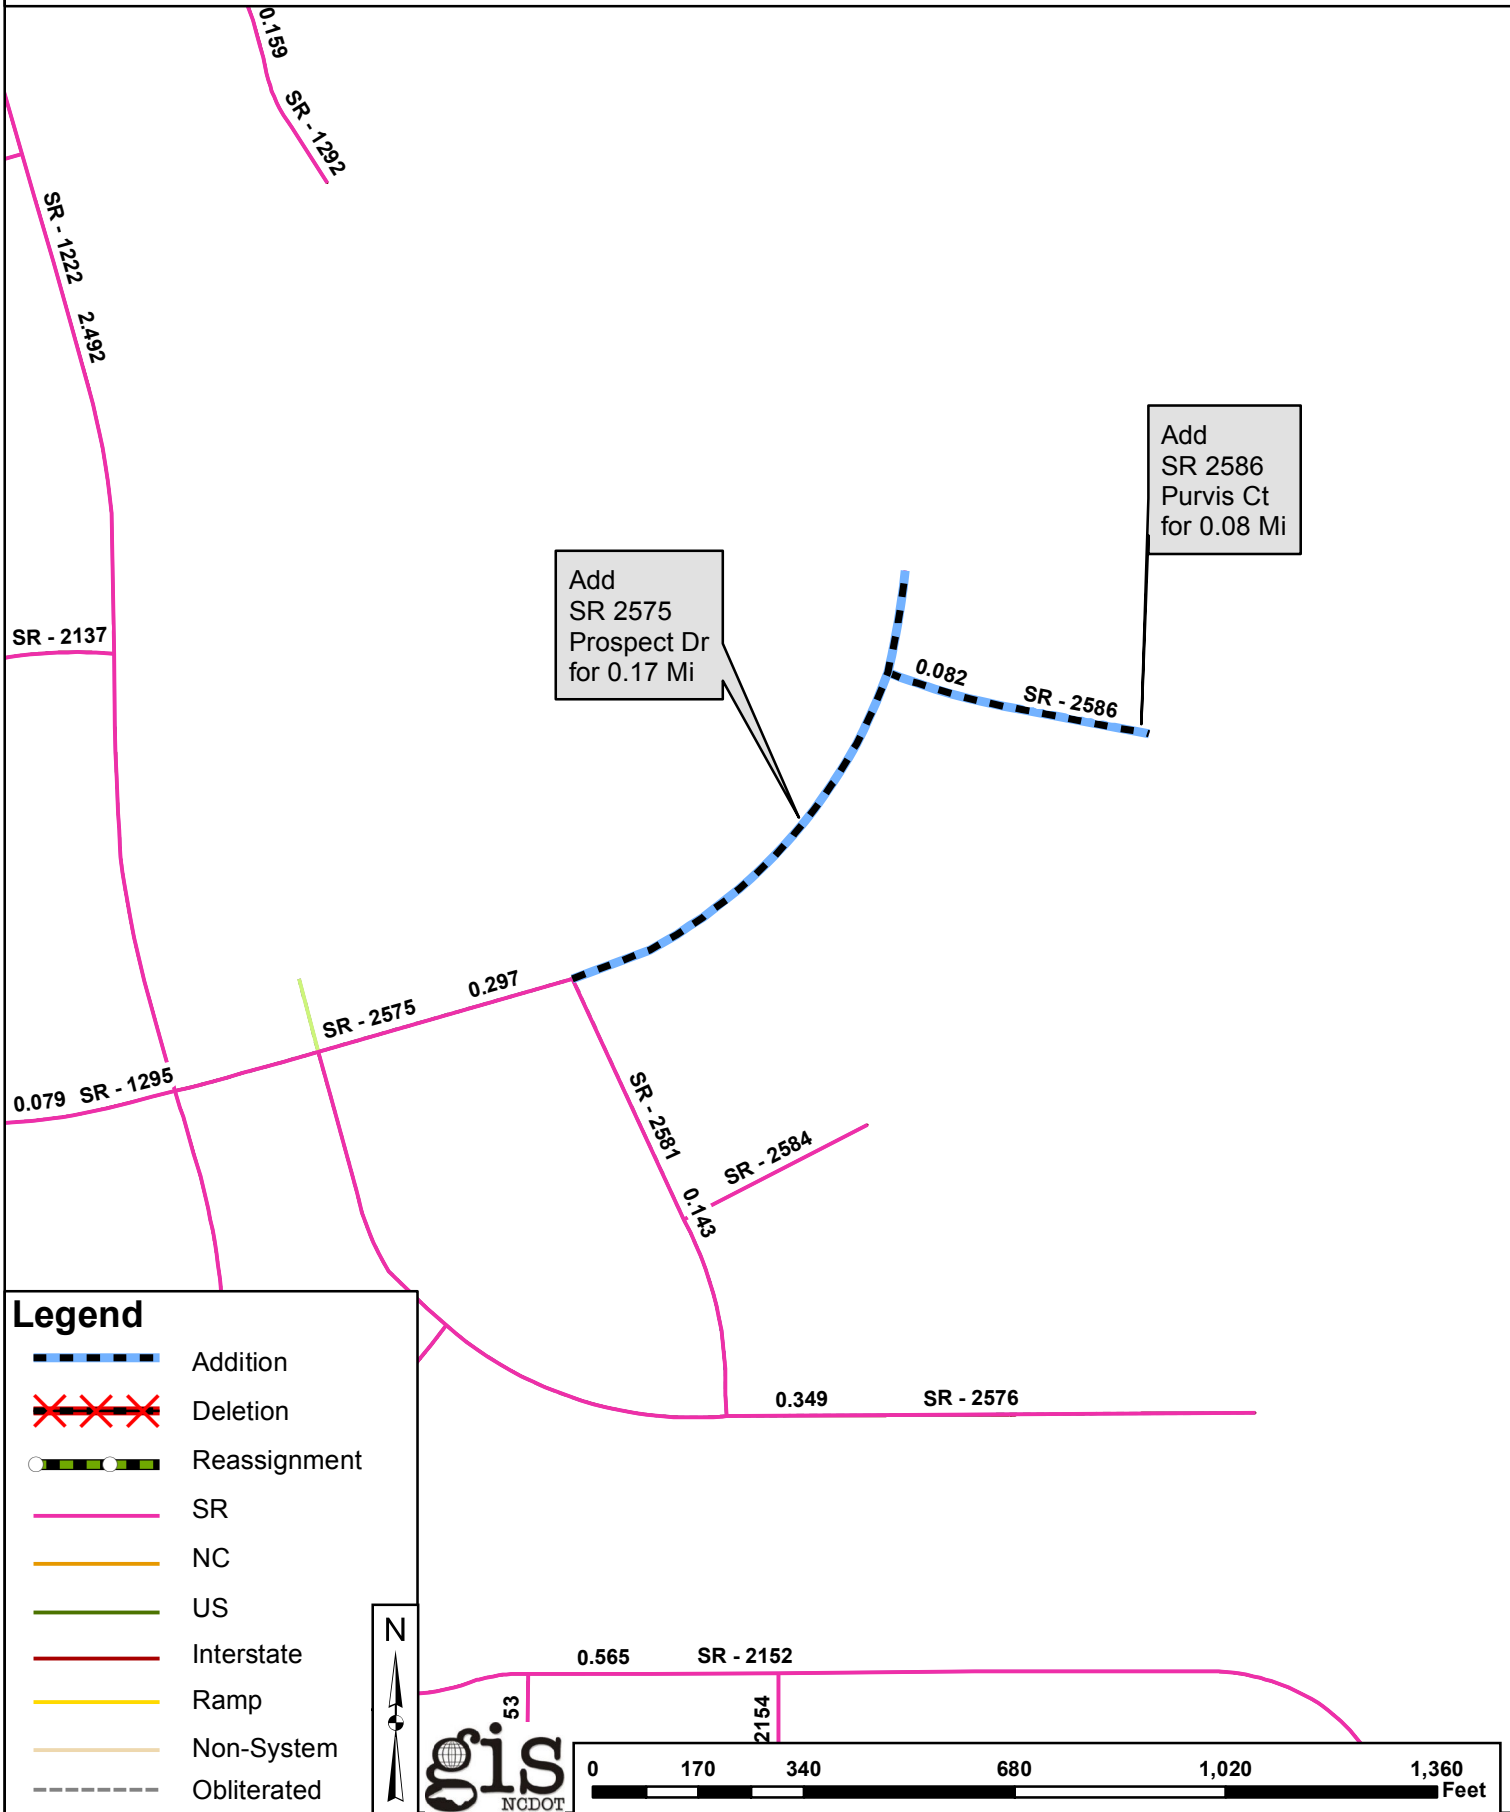 0.159
SR - 1292
SR - 1222
2.492
Add
SR 2586
Purvis Ct
for 0.08 Mi
Add
SR 2575
Prospect Dr
for 0.17 Mi
SR - 2137
0.082
SR - 2586
0.297
SR - 2575
0.079
SR - 1295
SR - 2581
SR - 2584
0.143
0.349
SR - 2576
Legend
Addition
Deletion
Reassignment
SR
NC
US
Interstate
Ramp
Non-System
Obliterated
N
0.565
SR - 2152
53
2154
gis
NCDOT
0 170 340 680 1,020 1,360
Feet